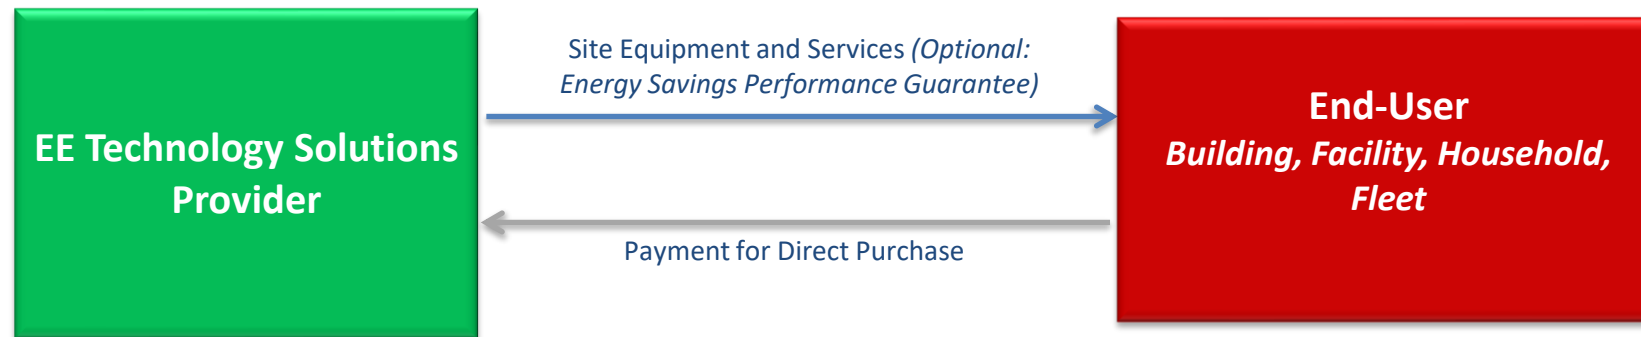 EE Technology Solutions
Provider
Site Equipment and Services (Optional:
Energy Savings Performance Guarantee)
Payment for Direct Purchase
End-User
Building, Facility, Household,
Fleet